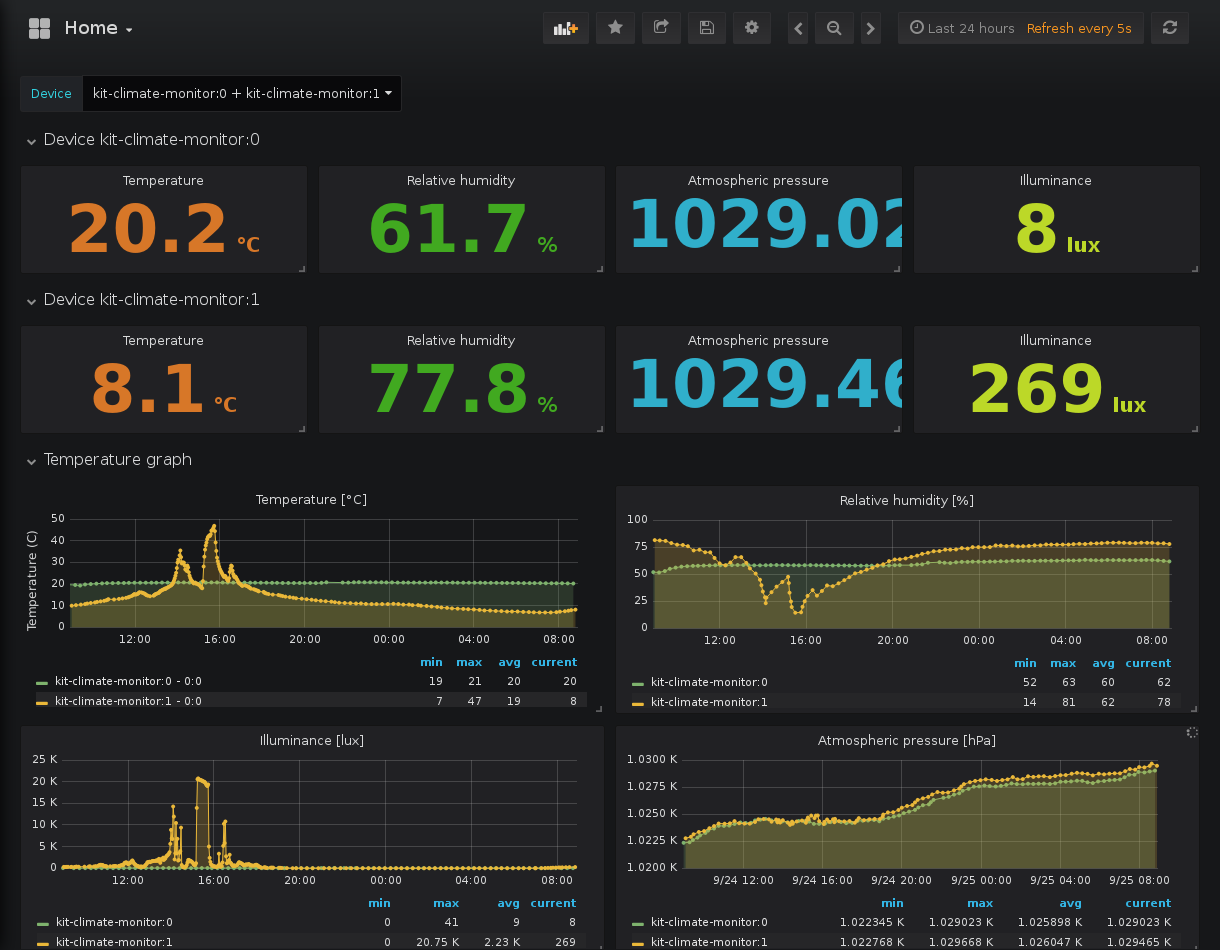 Home
Last 24 hours Refresh every 5s
Device kit-climate-monitor:0 + kit-climate-monitor:1
Device kit-climate-monitor:0
Temperature Relative humidity Atmospheric pressure Illuminance
20.2 °C 61.7 % 1029.02 8 lux
Device kit-climate-monitor:1
Temperature Relative humidity Atmospheric pressure Illuminance
8.1 °C 77.8 % 1029.46 269 lux
Temperature graph
Temperature [°C]
Temperature (C)
50
40
30
20
10
0
12:00 16:00 20:00 00:00 04:00 08:00
min max avg current
kit-climate-monitor:0 - 0:0 19 21 20 20
kit-climate-monitor:1 - 0:0 7 47 19 8
Relative humidity [%]
100
75
50
25
0
12:00 16:00 20:00 00:00 04:00 08:00
min max avg current
kit-climate-monitor:0 52 63 60 62
kit-climate-monitor:1 14 81 62 78
Illuminance [lux]
25 K
20 K
15 K
10 K
5 K
0
12:00 16:00 20:00 00:00 04:00 08:00
min max avg current
kit-climate-monitor:0 0 41 9 8
kit-climate-monitor:1 0 20.75 K 2.23 K 269
Atmospheric pressure [hPa]
1.0300 K
1.0275 K
1.0250 K
1.0225 K
1.0200 K
9/24 12:00 9/24 16:00 9/24 20:00 9/25 00:00 9/25 04:00 9/25 08:00
min max avg current
kit-climate-monitor:0 1.022345 K 1.029023 K 1.025898 K 1.029023 K
kit-climate-monitor:1 1.022768 K 1.029668 K 1.026047 K 1.029465 K